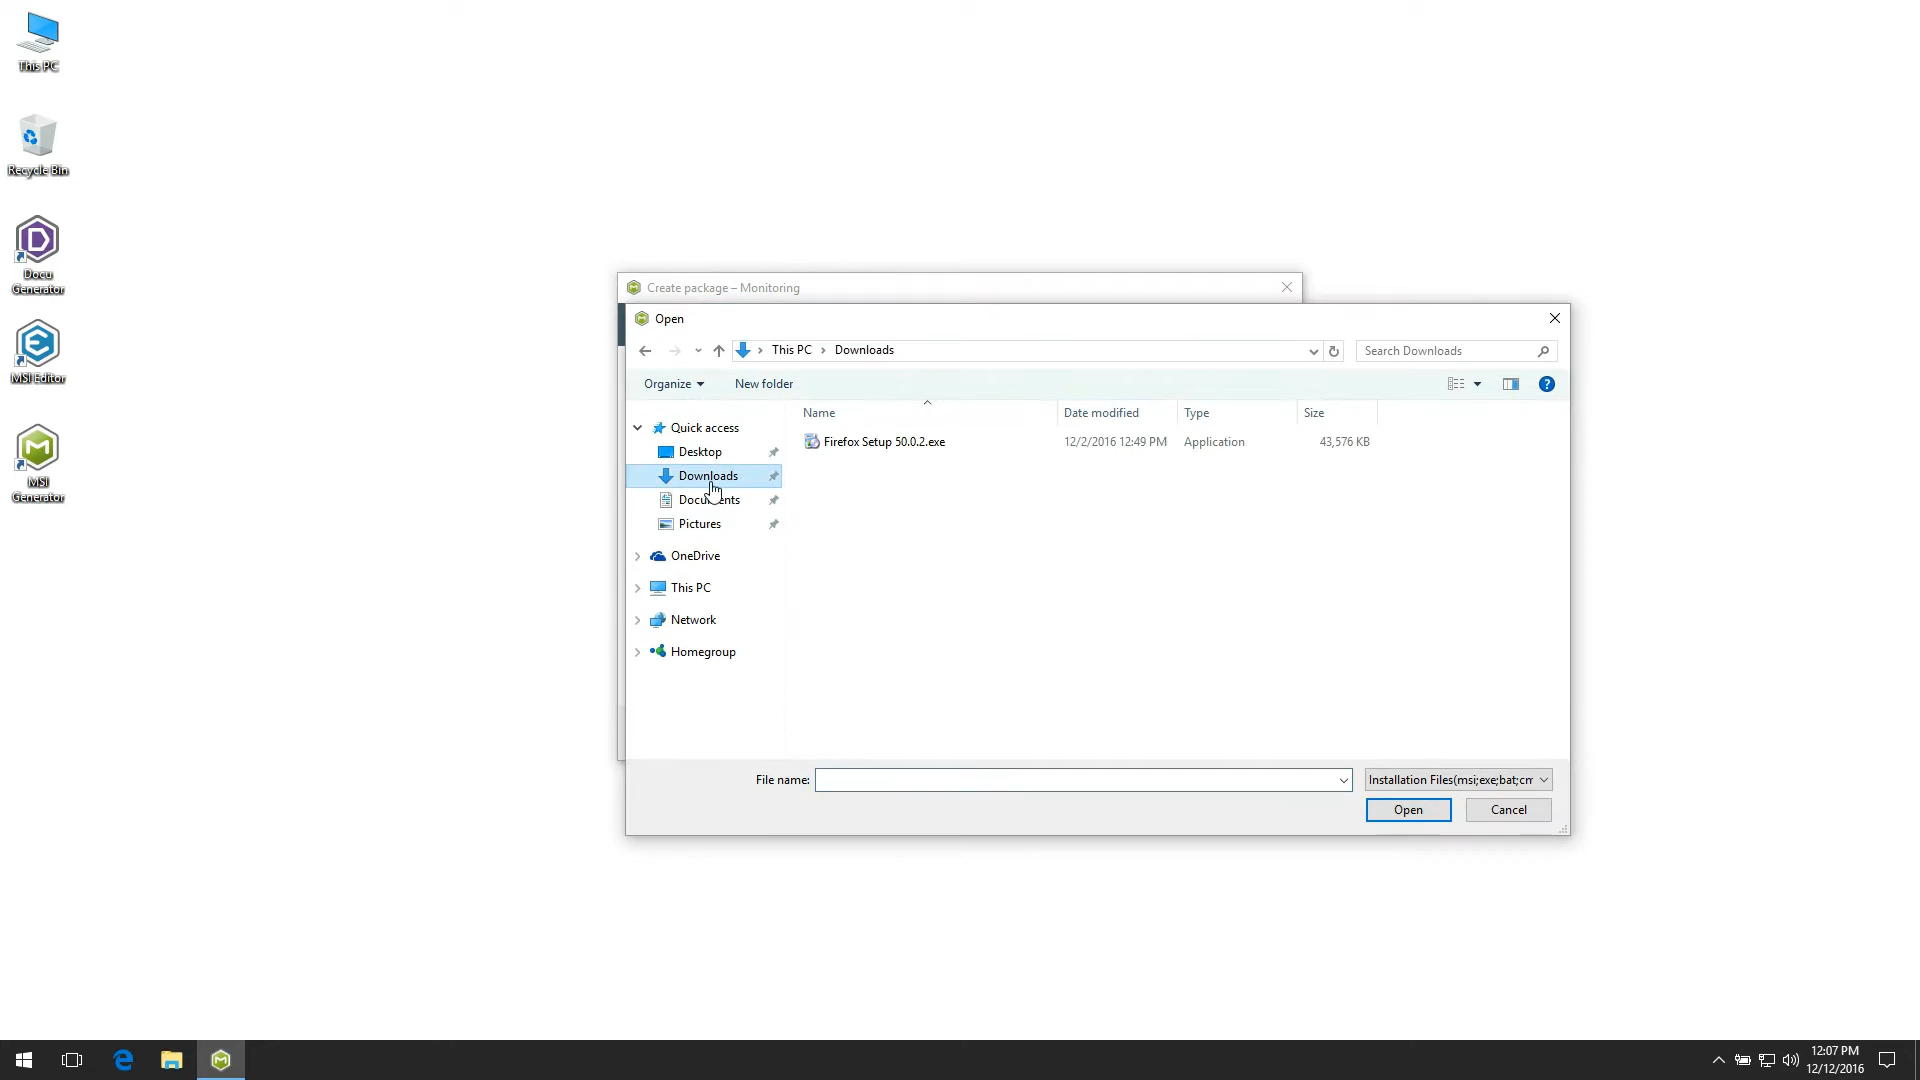 This PC
Recycle Bin
Docu
Generator
MSI Editor
MSI
Generator
Create package – Monitoring
Open
This PC
Downloads
Search Downloads
Organize
New folder
Name
Date modified
Type
Size
Quick access
Desktop
Downloads
Documents
Pictures
OneDrive
This PC
Network
Homegroup
Firefox Setup 50.0.2.exe
12/2/2016 12:49 PM
Application
43,576 KB
File name:
Installation Files(msi;exe;bat;cm
Open
Cancel
12:07 PM
12/12/2016